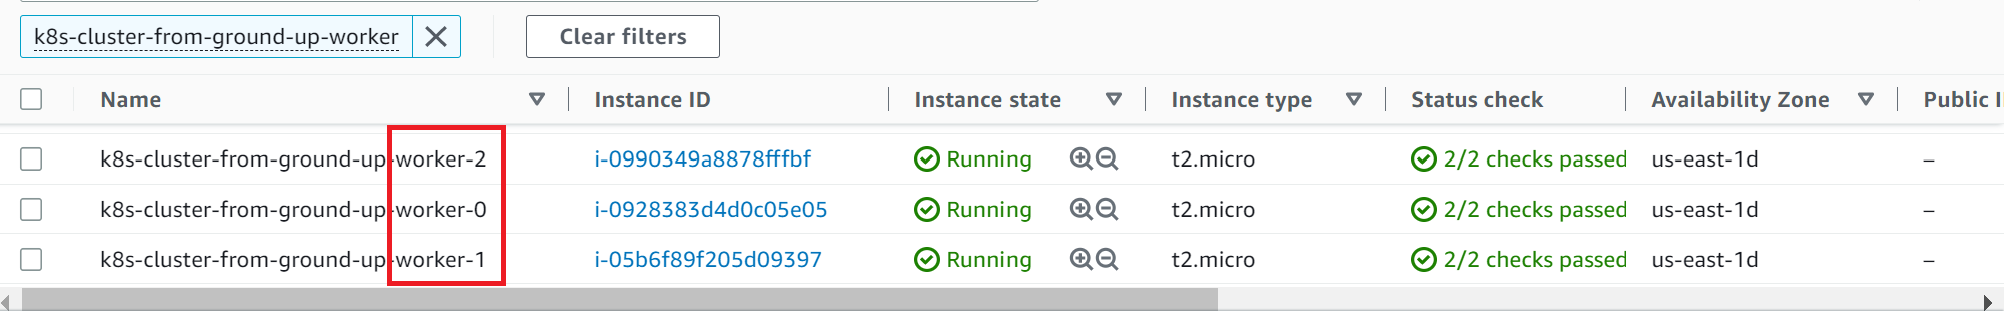 k8s-cluster-from-ground-up-worker Clear filters
Name Instance ID Instance state Instance type Status check Availability Zone Public I
k8s-cluster-from-ground-up-worker-2 i-0990349a8878fffbf Running t2.micro 2/2 checks passed us-east-1d –
k8s-cluster-from-ground-up-worker-0 i-0928383d4d0c05e05 Running t2.micro 2/2 checks passed us-east-1d –
k8s-cluster-from-ground-up-worker-1 i-05b6f89f205d09397 Running t2.micro 2/2 checks passed us-east-1d –